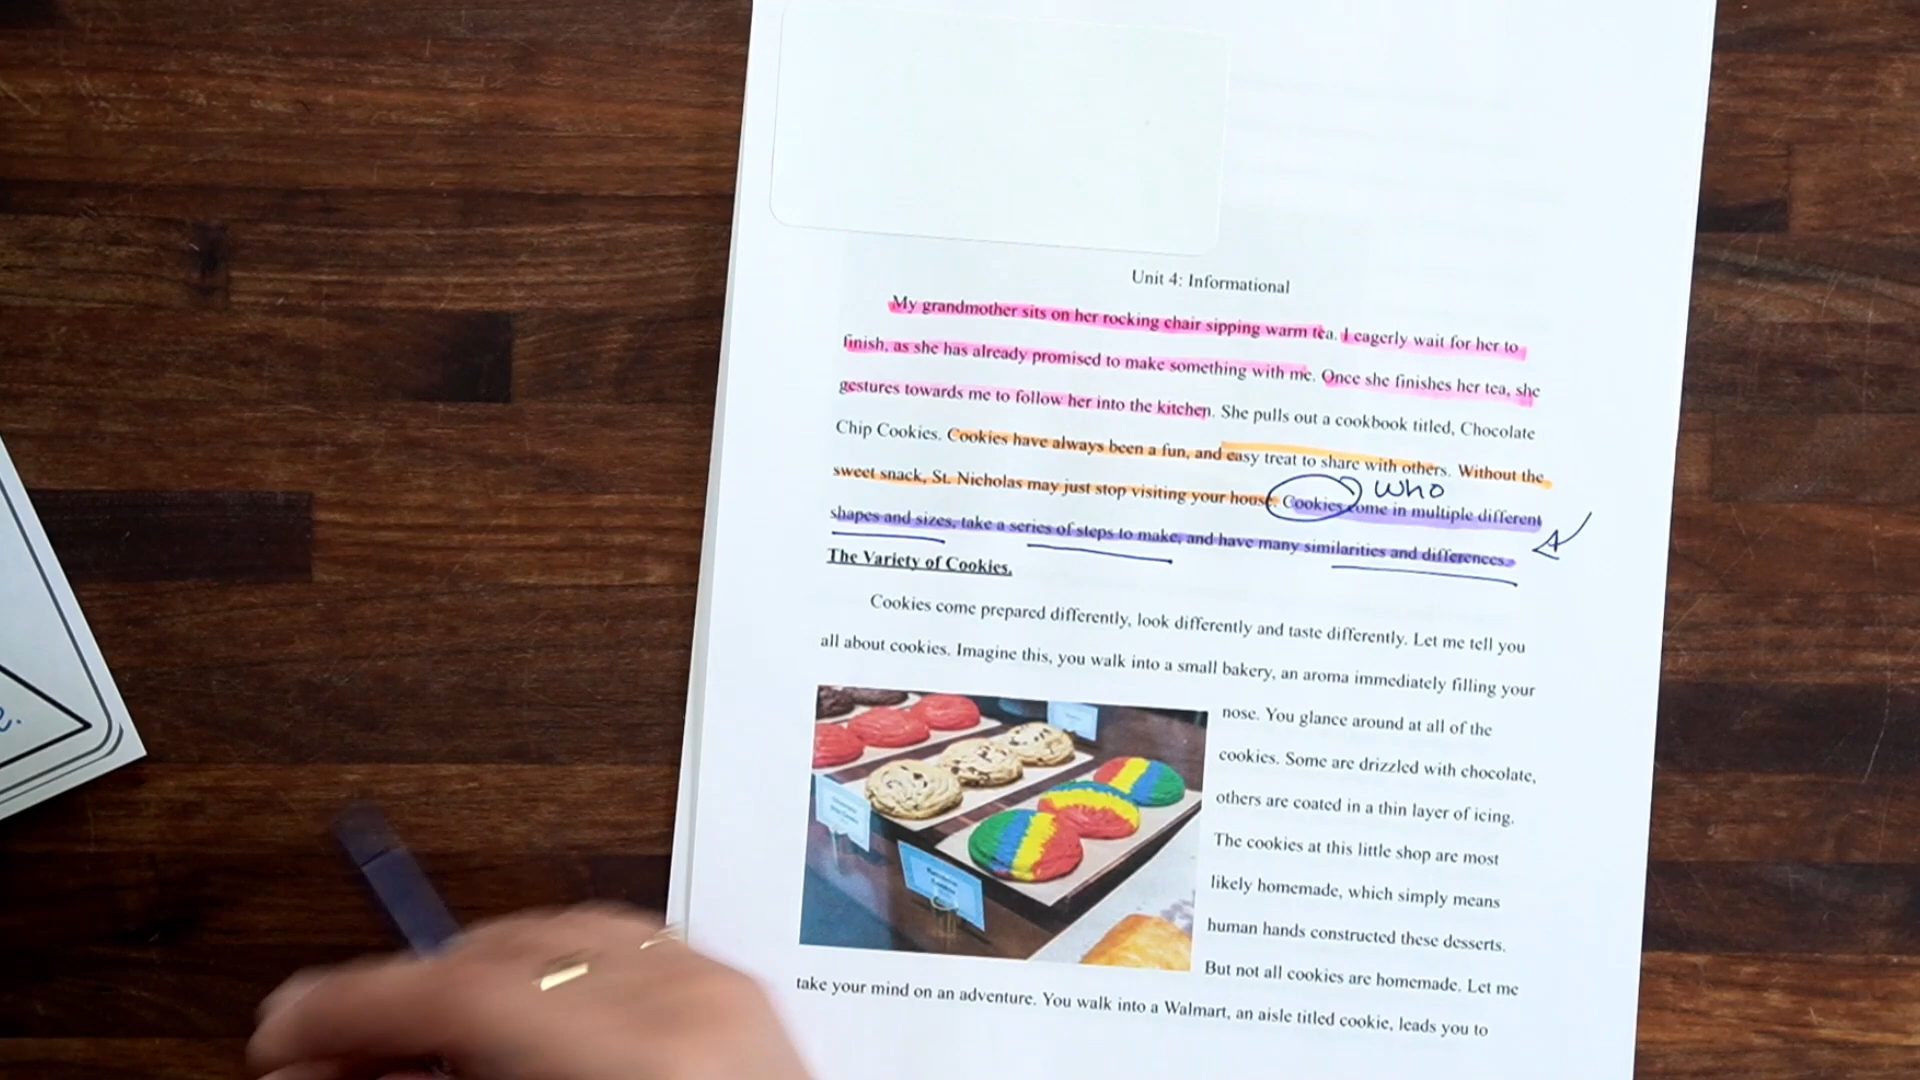 Unit 4: Informational
My grandmother sits on her rocking chair sipping warm tea. I eagerly wait for her to
finish, as she has already promised to make something with me. Once she finishes her tea, she
gestures towards me to follow her into the kitchen. She pulls out a cookbook titled, Chocolate
Chip Cookies. Cookies have always been a fun, and easy treat to share with others. Without the
sweet snack, St. Nicholas may just stop visiting your house. Cookies come in multiple different
who
shapes and sizes, take a series of steps to make, and have many similarities and differences.
The Variety of Cookies.
Cookies come prepared differently, look differently and taste differently. Let me tell you
all about cookies. Imagine this, you walk into a small bakery, an aroma immediately filling your
nose. You glance around at all of the
cookies. Some are drizzled with chocolate,
others are coated in a thin layer of icing.
The cookies at this little shop are most
likely homemade, which simply means
human hands constructed these desserts.
But not all cookies are homemade. Let me
take your mind on an adventure. You walk into a Walmart, an aisle titled cookie, leads you to